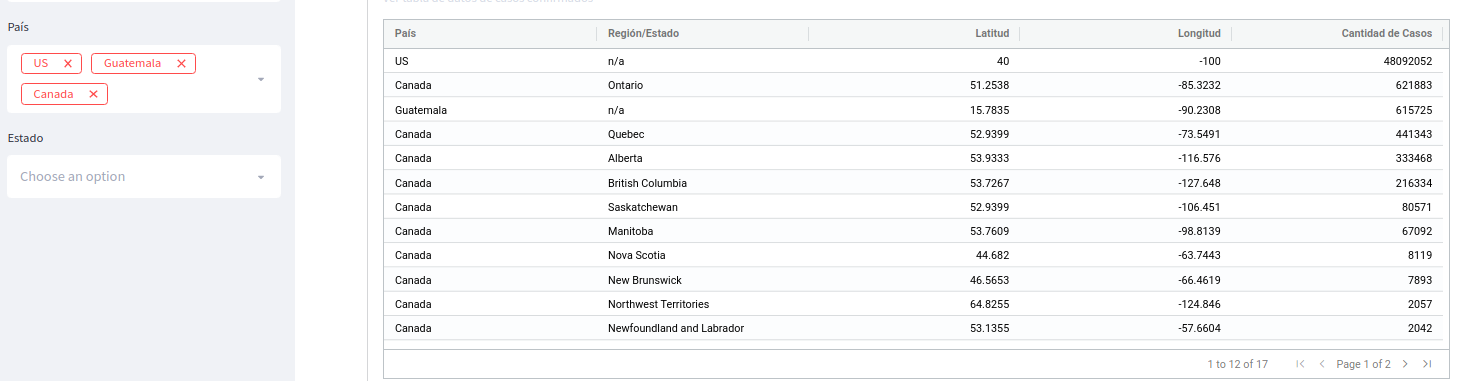 País
US
Guatemala
Canada
Estado
Choose an option
País Región/Estado Latitud Longitud Cantidad de Casos
US n/a 40 -100 48092052
Canada Ontario 51.2538 -85.3232 621883
Guatemala n/a 15.7835 -90.2308 615725
Canada Quebec 52.9399 -73.5491 441343
Canada Alberta 53.9333 -116.576 333468
Canada British Columbia 53.7267 -127.648 216334
Canada Saskatchewan 52.9399 -106.451 80571
Canada Manitoba 53.7609 -98.8139 67092
Canada Nova Scotia 44.682 -63.7443 8119
Canada New Brunswick 46.5653 -66.4619 7893
Canada Northwest Territories 64.8255 -124.846 2057
Canada Newfoundland and Labrador 53.1355 -57.6604 2042
1 to 12 of 17 Page 1 of 2